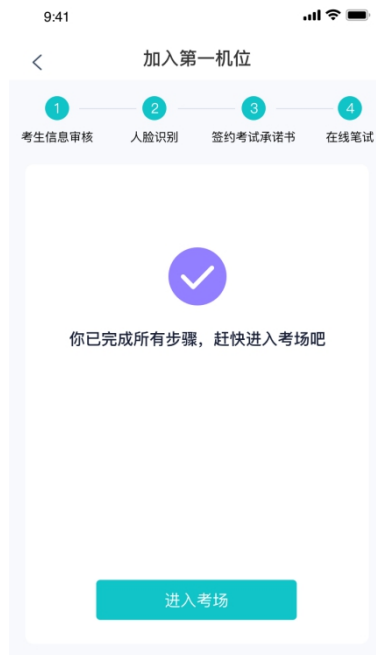 9:41
加入第一机位
1 2 3 4
考生信息审核 人脸识别 签约考试承诺书 在线笔试
你已完成所有步骤，赶快进入考场吧
进入考场